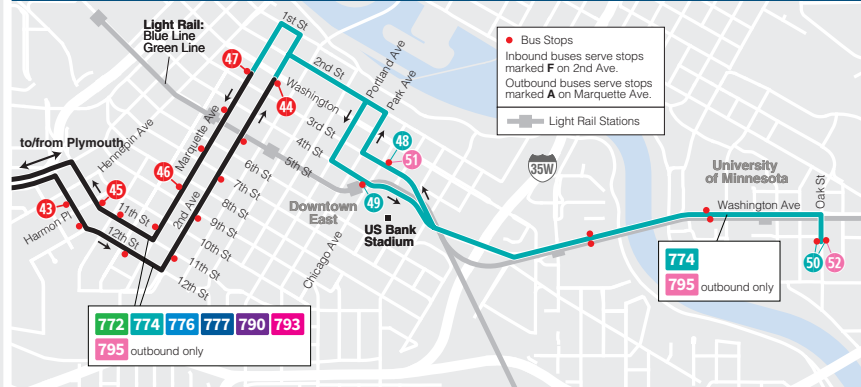 Light Rail:
Blue Line
Green Line
1st St
2nd St
Portland Ave
Park Ave
47
44
Washington
3rd St
4th St
5th St
6th St
7th St
8th St
9th St
10th St
11th St
12th St
Marquette Ave
2nd Ave
Hennepin Ave
to/from Plymouth
46
45
43
Harmon Pl
11th St
12th St
48
51
49
Downtown
East
US Bank
Stadium
Chicago Ave
Bus Stops
Inbound buses serve stops
marked F on 2nd Ave.
Outbound buses serve stops
marked A on Marquette Ave.
Light Rail Stations
35W
University
of Minnesota
Washington Ave
Oak St
50
52
774
795 outbound only
772 774 776 777 790 793
795 outbound only